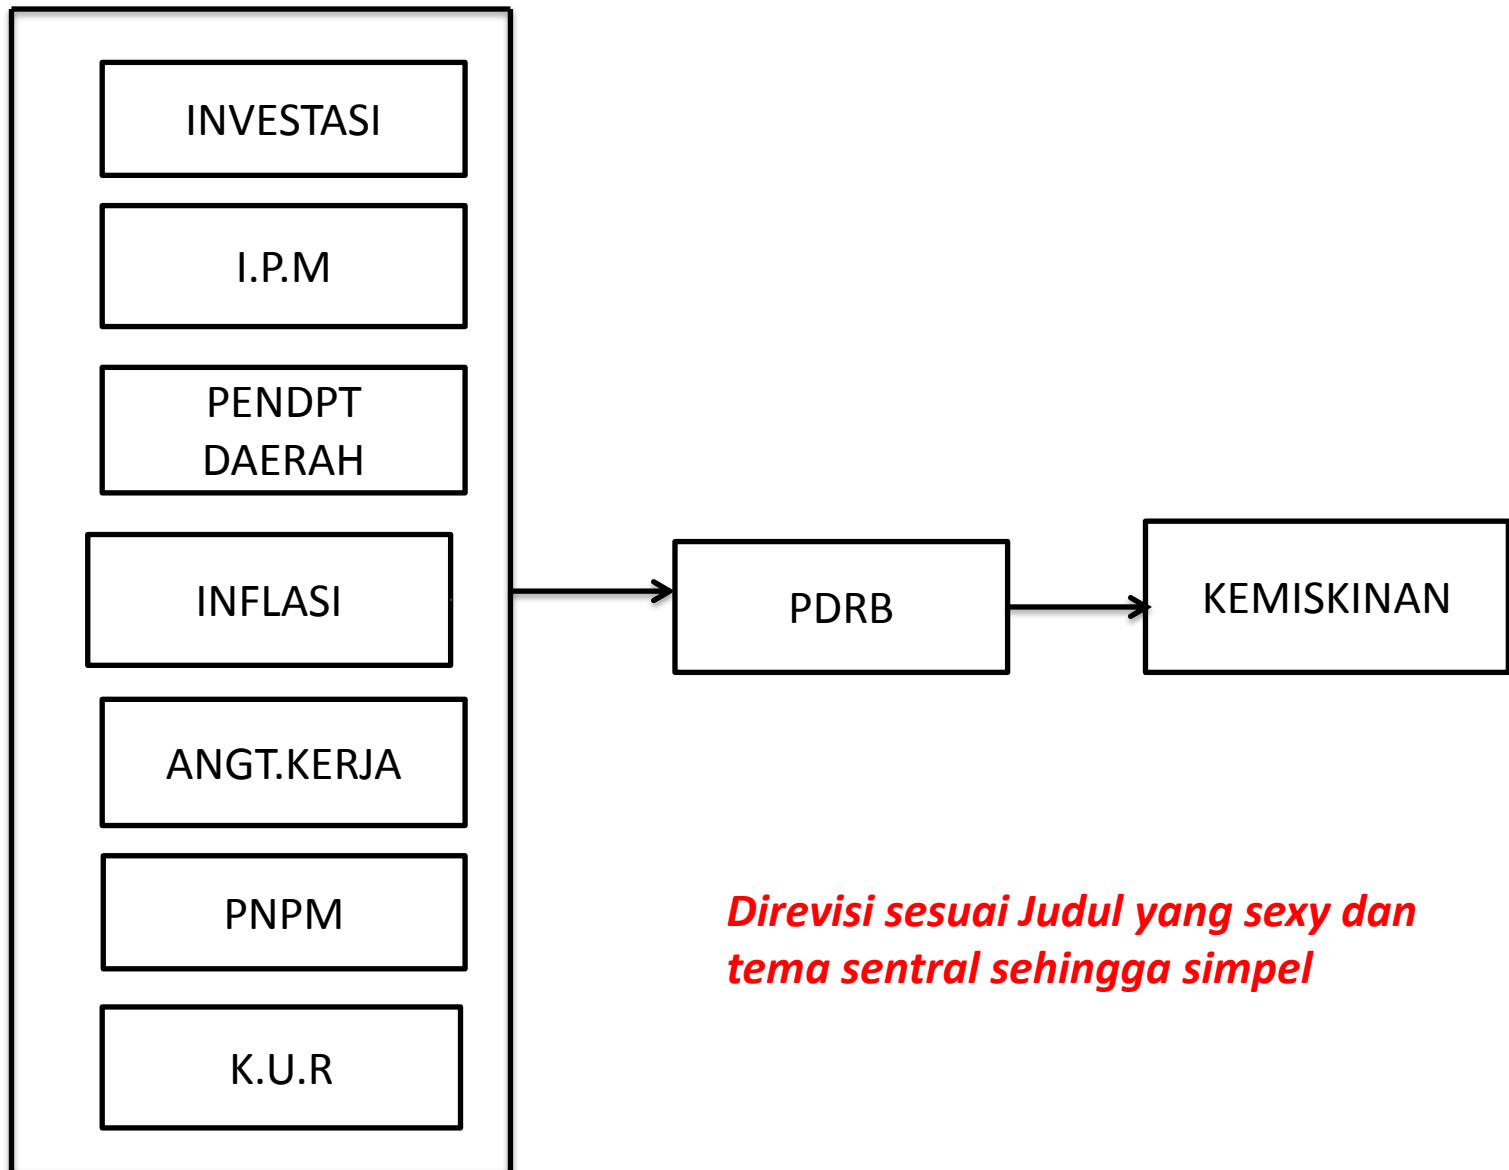 INVESTASI
I.P.M
PENDPT
DAERAH
INFLASI
ANGT.KERJA
PNPM
K.U.R
PDRB
KEMISKINAN
Direvisi sesuai Judul yang sexy dan
tema sentral sehingga simpel